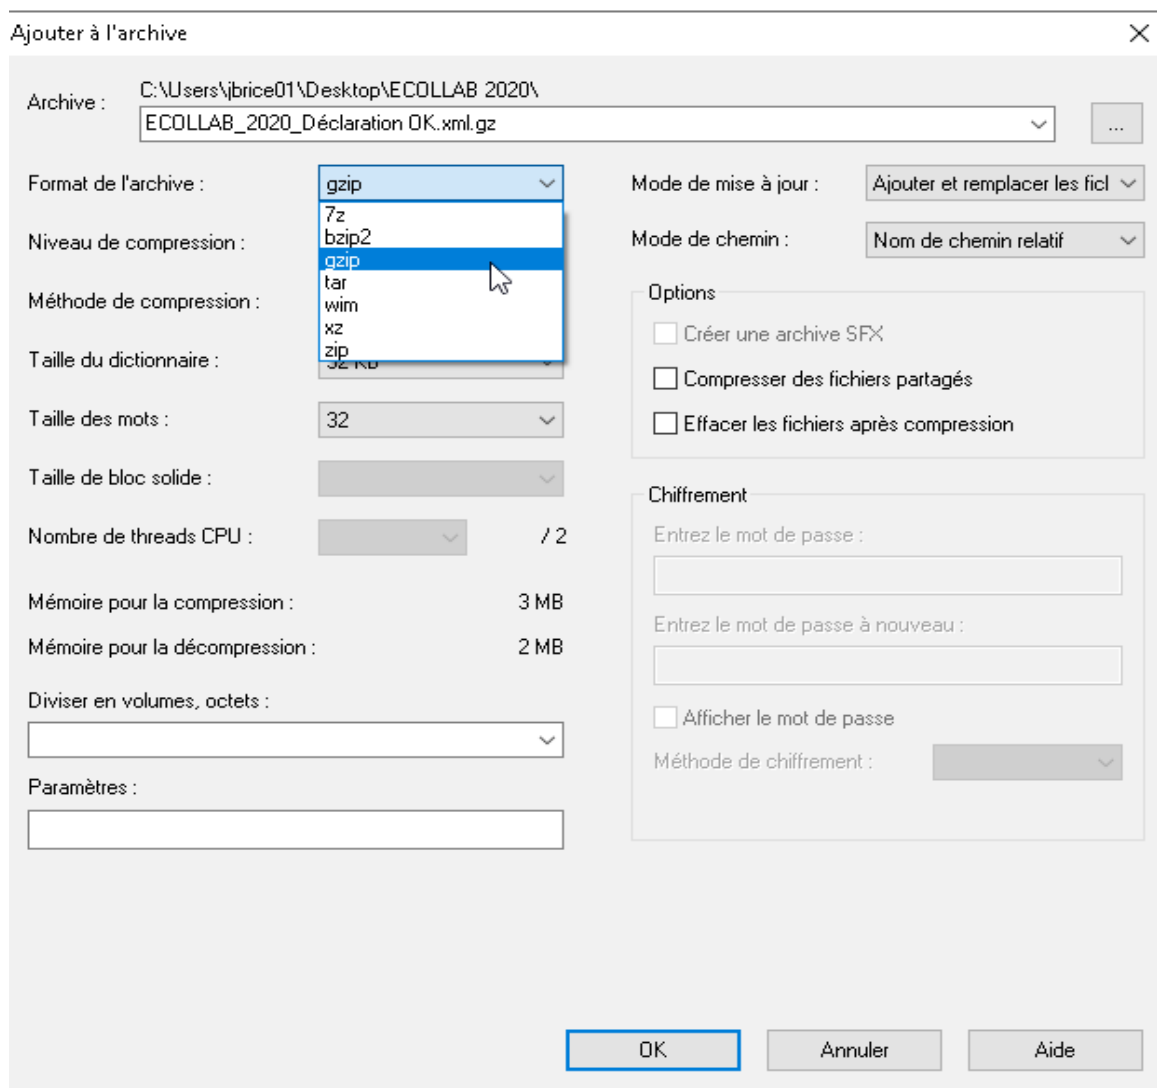 Ajouter à l'archive
Archive :
C:\Users\jbrice01\Desktop\ECOLLAB 2020\
ECOLLAB_2020_Déclaration OK.xml.gz
...
Format de l'archive :
gzip
7z
bzip2
gzip
tar
wim
xz
zip
Niveau de compression :
Méthode de compression :
Taille du dictionnaire :
32 KB
Taille des mots :
32
Taille de bloc solide :
Nombre de threads CPU :
/ 2
Mémoire pour la compression :
3 MB
Mémoire pour la décompression :
2 MB
Diviser en volumes, octets :
Paramètres :
Mode de mise à jour :
Ajouter et remplacer les ficl
Mode de chemin :
Nom de chemin relatif
Options
Créer une archive SFX
Compresser des fichiers partagés
Effacer les fichiers après compression
Chiffrement
Entrez le mot de passe :
Entrez le mot de passe à nouveau :
Afficher le mot de passe
Méthode de chiffrement :
OK
Annuler
Aide